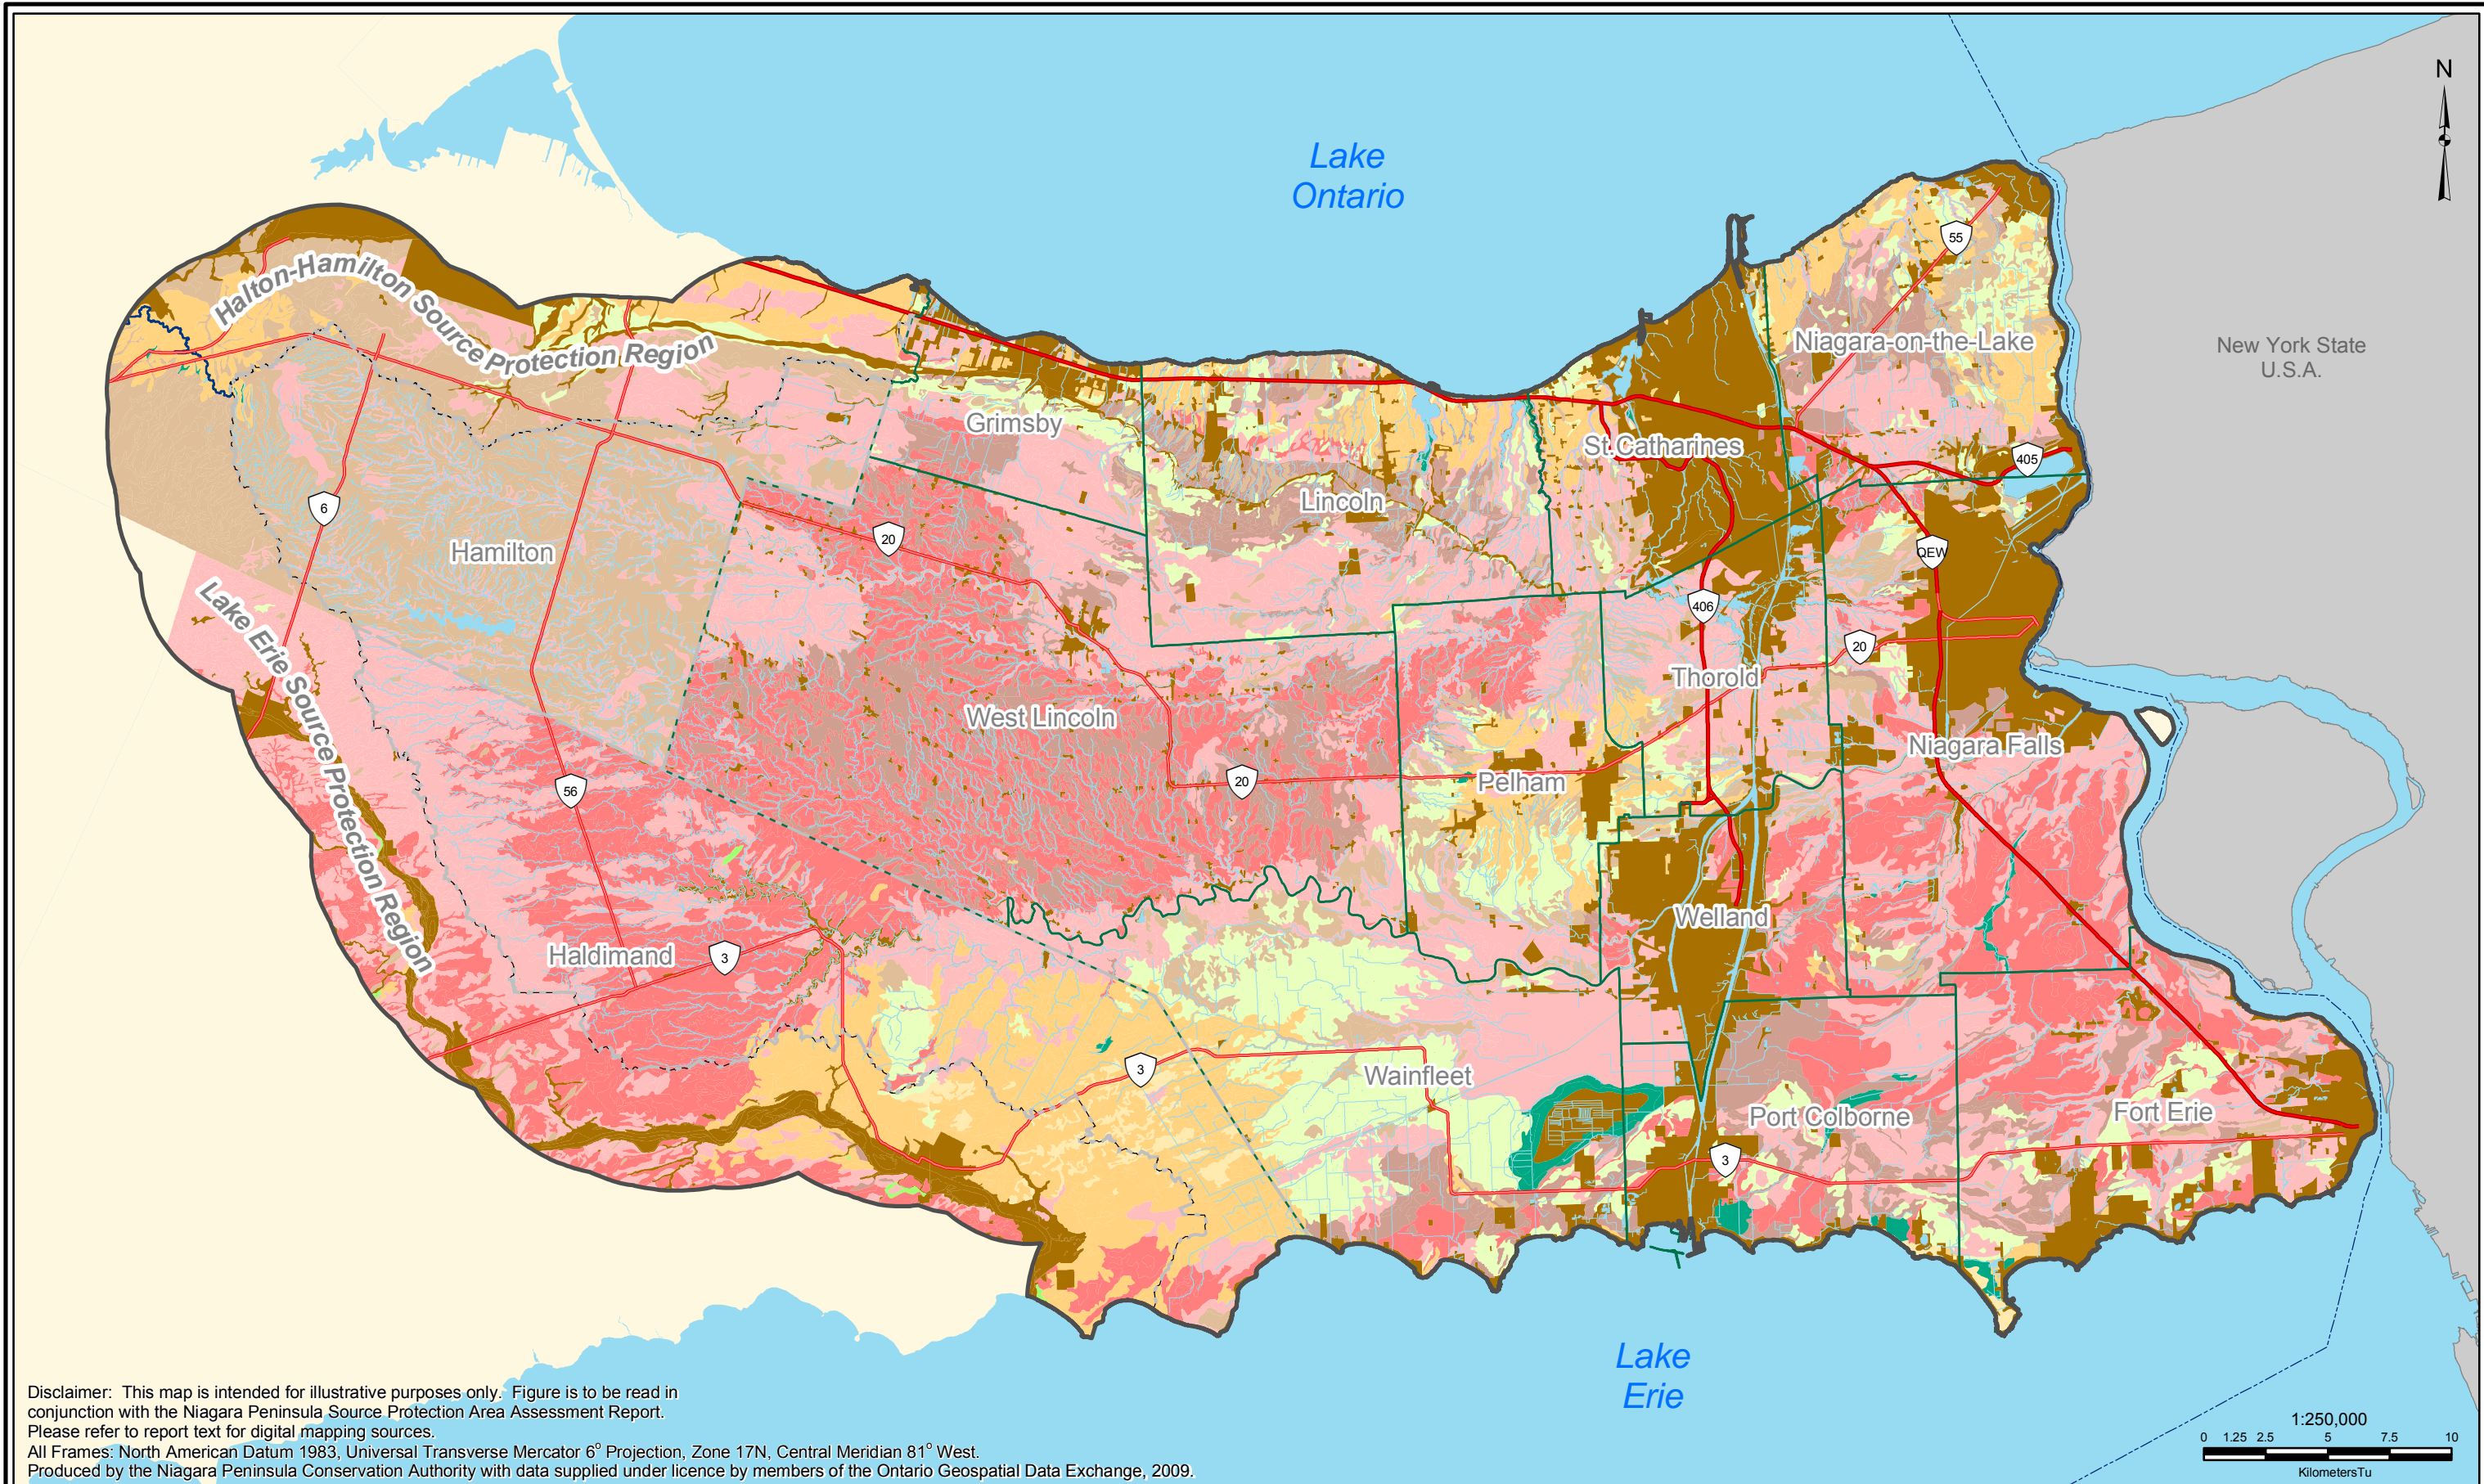 N
Lake
Ontario
55
Halton-Hamilton Source Protection Region
Niagara-on-the-Lake
New York State
U.S.A.
Grimsby
St.Catharines
405
Lincoln
6
20
Hamilton
QEW
406
Lake Erie Source Protection Region
20
Thorold
West Lincoln
Niagara Falls
20
Pelham
56
Welland
Haldimand
3
3
Wainfleet
Port Colborne
Fort Erie
3
Lake
Erie
Disclaimer: This map is intended for illustrative purposes only. Figure is to be read in
conjunction with the Niagara Peninsula Source Protection Area Assessment Report.
Please refer to report text for digital mapping sources.
All Frames: North American Datum 1983, Universal Transverse Mercator 6° Projection, Zone 17N, Central Meridian 81° West.
Produced by the Niagara Peninsula Conservation Authority with data supplied under licence by members of the Ontario Geospatial Data Exchange, 2009.
1:250,000
0 1.25 2.5 5 7.5 10
KilometersTu